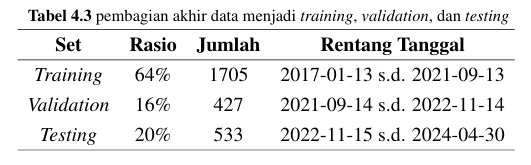 Tabel 4.3 pembagian akhir data menjadi training, validation, dan testing
Set Rasio Jumlah Rentang Tanggal
Training 64% 1705 2017-01-13 s.d. 2021-09-13
Validation 16% 427 2021-09-14 s.d. 2022-11-14
Testing 20% 533 2022-11-15 s.d. 2024-04-30